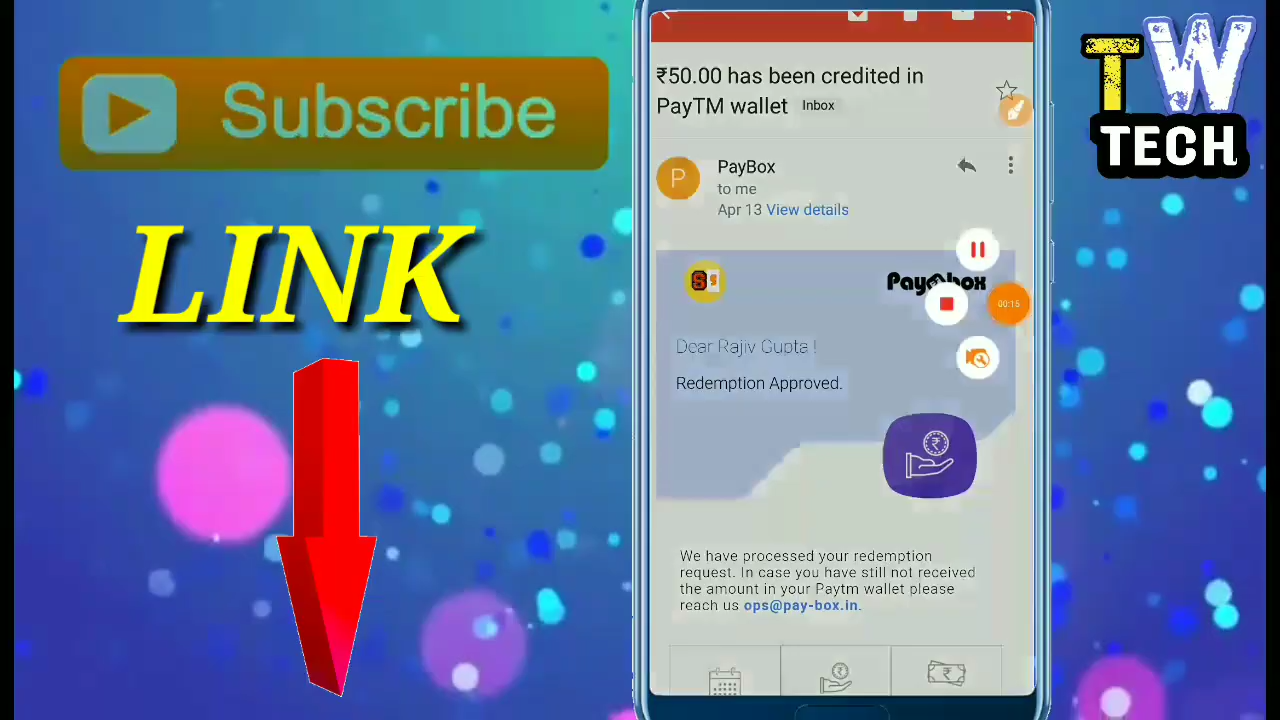 Subscribe
LINK
TW
TECH
₹50.00 has been credited in
PayTM wallet Inbox
P
PayBox
to me
Apr 13 View details
Dear Rajiv Gupta !
00:15
Redemption Approved.
We have processed your redemption
request. In case you have still not received
the amount in your Paytm wallet please
reach us ops@pay-box.in.